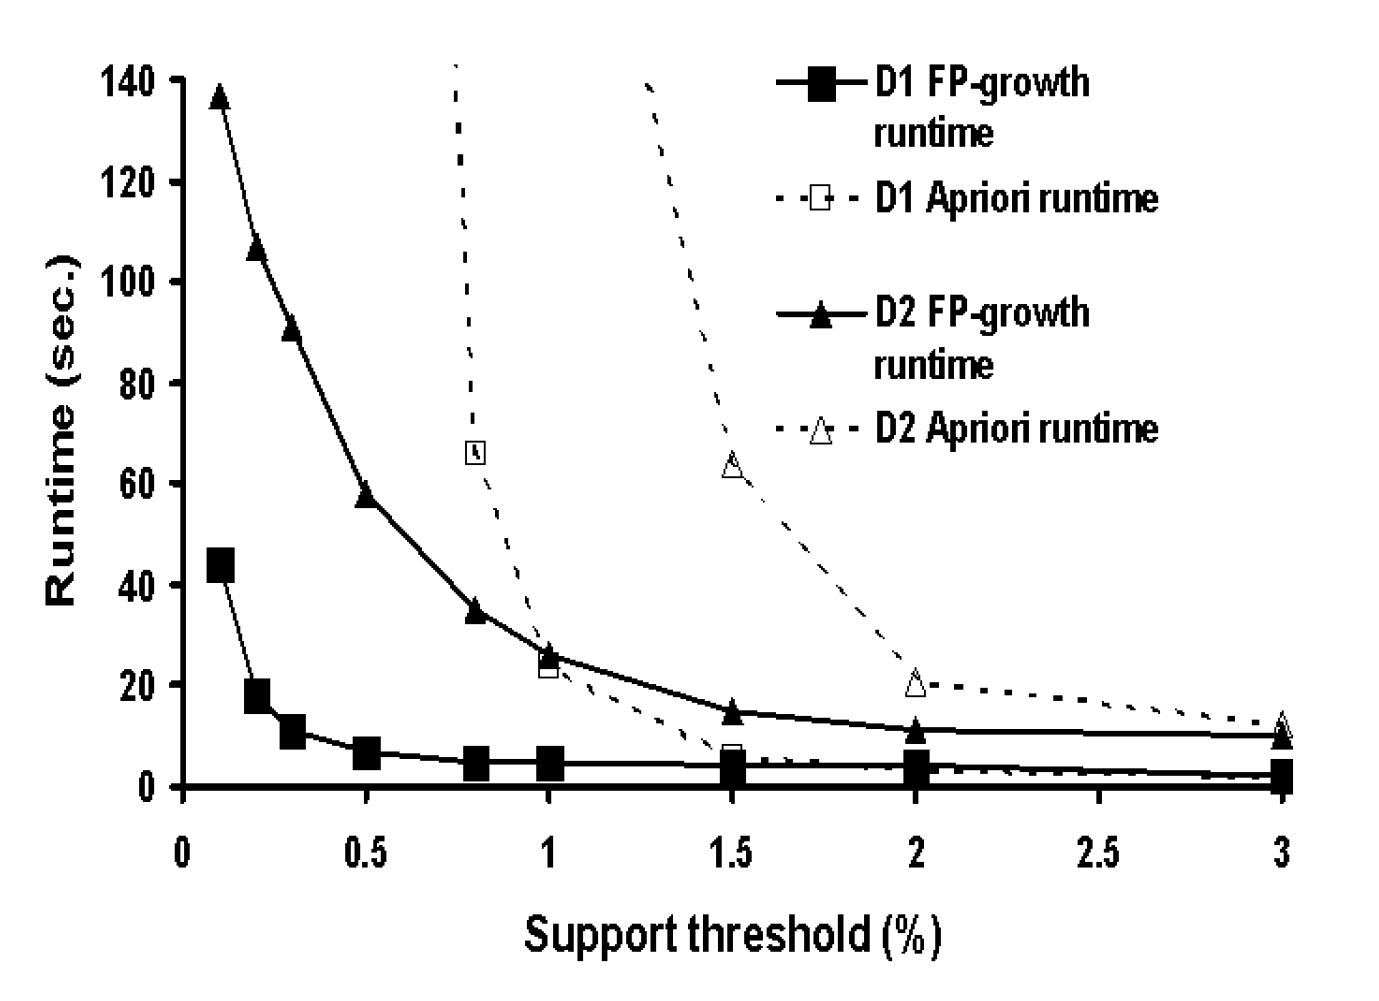 140
120
100
80
60
40
20
0
Runtime (sec.)
D1 FP-growth
runtime
D1 Apriori runtime
D2 FP-growth
runtime
D2 Apriori runtime
0 0.5 1 1.5 2 2.5 3
Support threshold (%)